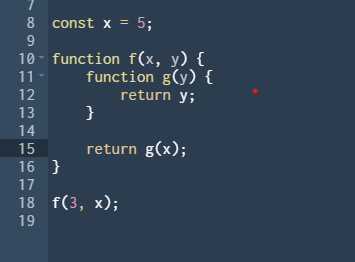 7
8 const x = 5;
9
10 function f(x, y) {
11     function g(y) {
12         return y;
13     }
14
15     return g(x);
16 }
17
18 f(3, x);
19